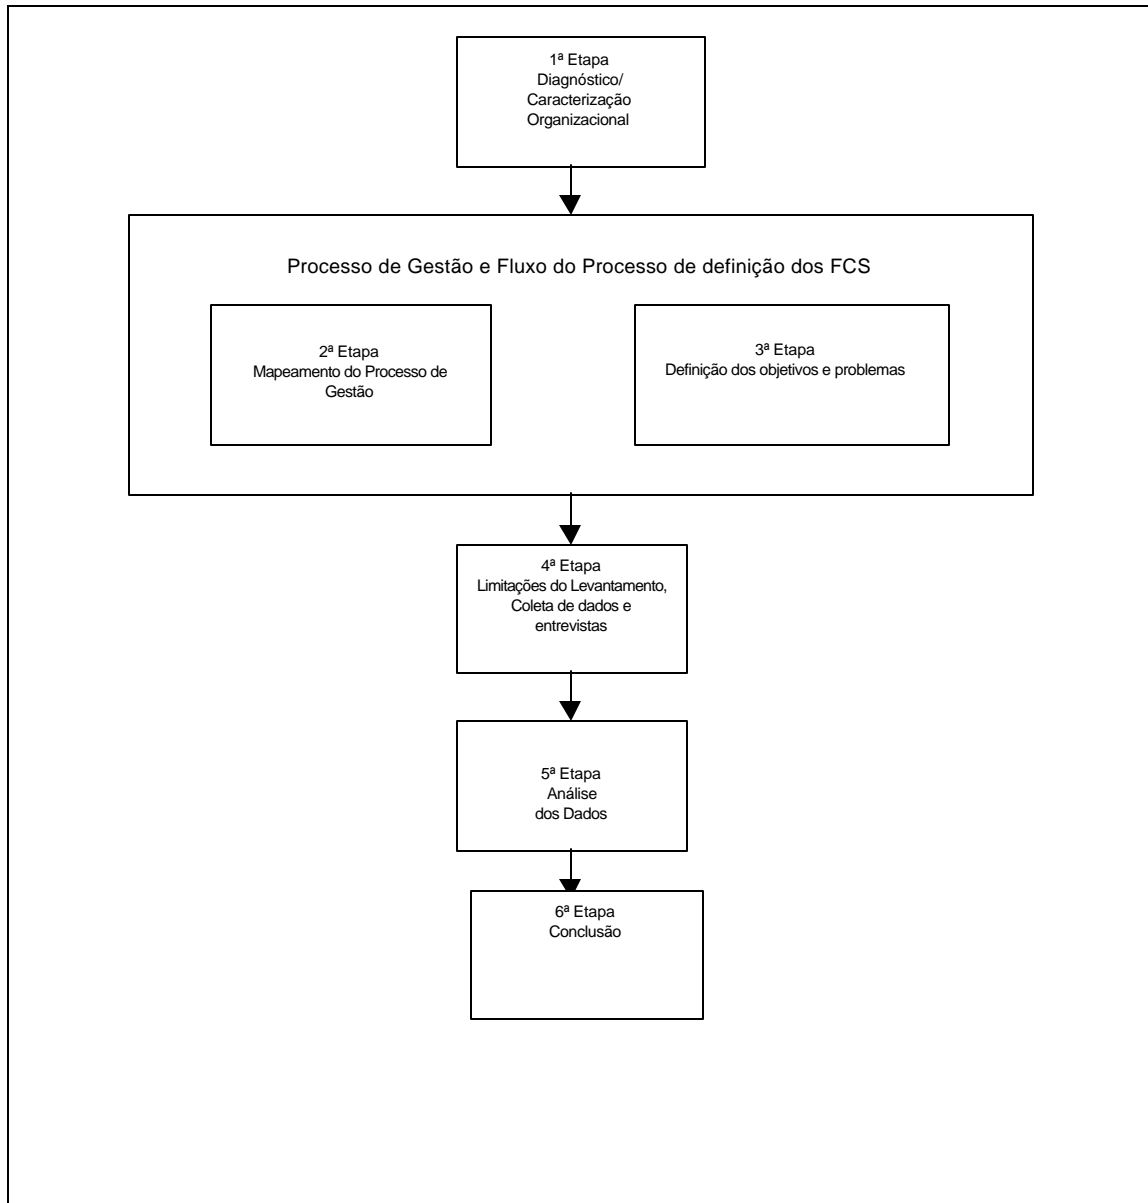 1ª Etapa
Diagnóstico/
Caracterização
Organizacional
Processo de Gestão e Fluxo do Processo de definição dos FCS
2ª Etapa
Mapeamento do Processo de
Gestão
3ª Etapa
Definição dos objetivos e problemas
4ª Etapa
Limitações do Levantamento,
Coleta de dados e
entrevistas
5ª Etapa
Análise
dos Dados
6ª Etapa
Conclusão